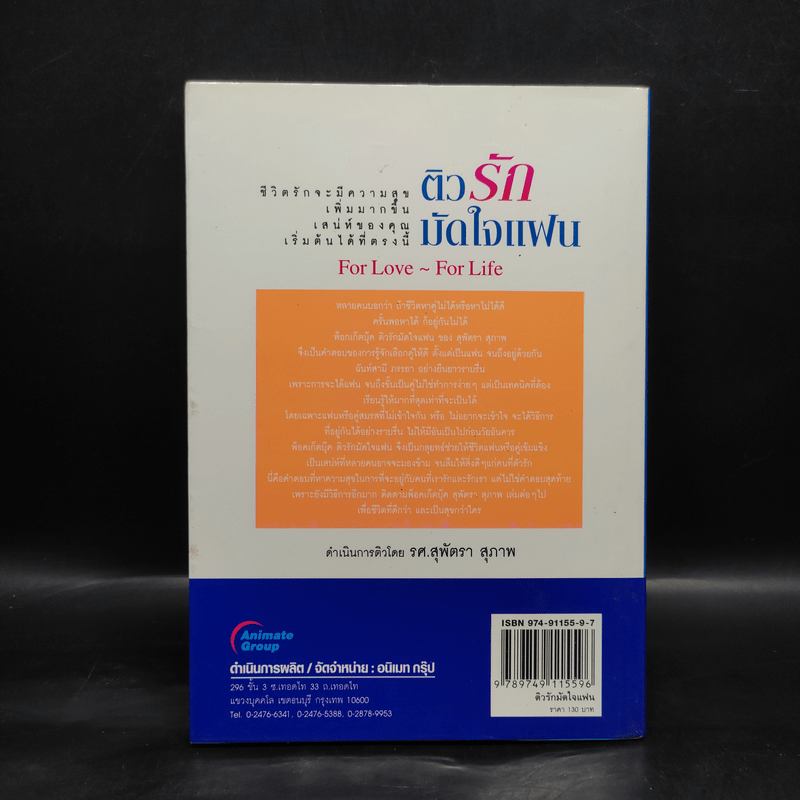 ชีวิตรักจะมีความสุข
เพิ่มมากขึ้น
เสน่ห์ของคุณ
เริ่มต้นได้ที่ตรงนี้
ติวรัก
มัดใจแฟน
For Love ~ For Life
หลายคนบอกว่า ถ้าชีวิตหาคู่ไม่ได้หรือหาไม่ได้ดี
ครั้นพอหาได้ ก็อยู่กันไม่ได้
พ็อกเก็ตบุ๊ค ติวรักมัดใจแฟน ของ สุพัตรา สุภาพ
จึงเป็นคำตอบของการรู้จักเลือกคู่ให้ดี ตั้งแต่เป็นแฟน จนถึงอยู่ด้วยกัน
ฉันท์สามี ภรรยา อย่างยืนยาวราบรื่น
เพราะการจะได้แฟน จนถึงขั้นเป็นคู่ไม่ใช่ทำการง่ายๆ แต่เป็นเทคนิคที่ต้อง
เรียนรู้ให้มากที่สุดเท่าที่จะเป็นได้
โดยเฉพาะแฟนหรือคู่สมรสที่ไม่เข้าใจกัน หรือ ไม่อยากจะเข้าใจ จะได้วิธีการ
ที่อยู่กันได้อย่างราบรื่น ไม่ให้มีอันเป็นไปก่อนวัยอันควร
พ็อคเก็ตบุ๊ค ติวรักมัดใจแฟน จึงเป็นกลยุทธ์ช่วยให้ชีวิตแฟนหรือคู่เข้มแข็ง
เป็นเสน่ห์ที่หลายคนอาจจะมองข้าม จนลืมให้สิ่งดีๆแก่คนที่ตัวรัก
นี่คือคำตอบที่หาความสุขในการที่จะอยู่กับคนที่เรารักและรักเรา แต่ไม่ใช่คำตอบสุดท้าย
เพราะยังมีวิธีการอีกมาก ติดตามพ็อคเก็ตบุ๊ค สุพัตรา สุภาพ เล่มต่อๆไป
เพื่อชีวิตที่ดีกว่า และเป็นสุขกว่าใคร
ดำเนินการติวโดย รศ.สุพัตรา สุภาพ
Animate
Group
ดำเนินการผลิต / จัดจำหน่าย : อนิเมท กรุ๊ป
296 ชั้น 3 ซ.เทอดไท 33 ถ.เทอดไท
แขวงบุคคโล เขตธนบุรี กรุงเทพ 10600
Tel. 0-2476-6341, 0-2476-5388, 0-2878-9953
ISBN 974-91155-9-7
9 789749 115596
ติวรักมัดใจแฟน
ราคา 130 บาท